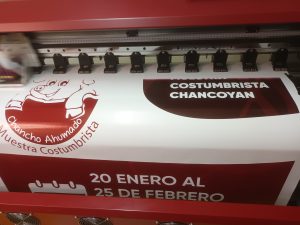 COSTUMBRISTA
CHANCOYAN
Chancho Ahumado
Muestra Costumbrista
20 ENERO AL
25 DE FEBRERO